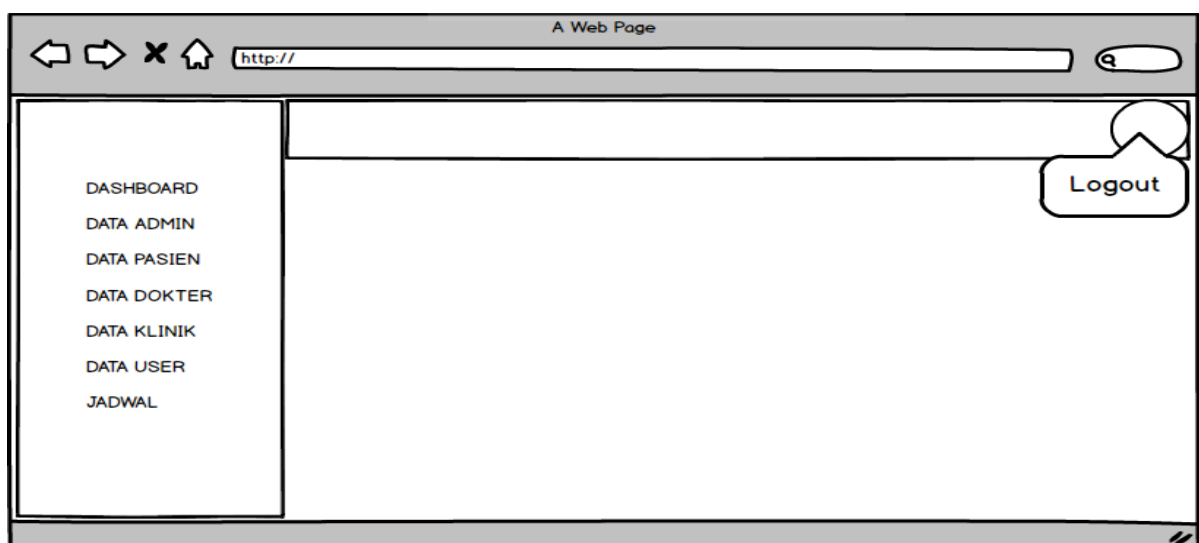 A Web Page
http://
DASHBOARD
DATA ADMIN
DATA PASIEN
DATA DOKTER
DATA KLINIK
DATA USER
JADWAL
Logout